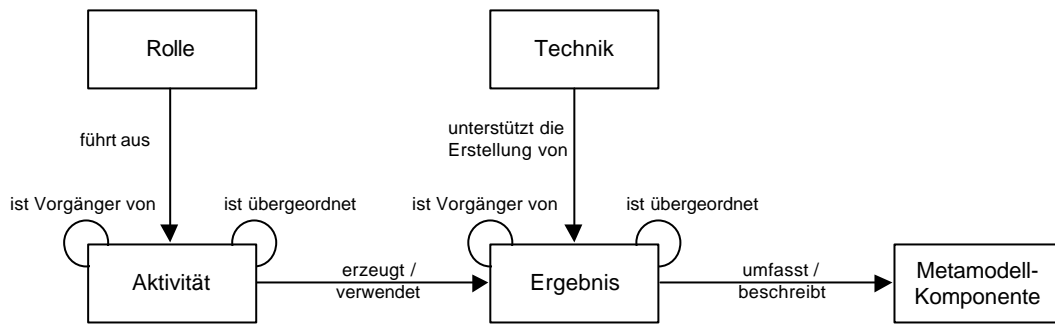 Rolle
Technik
führt aus
unterstützt die
Erstellung von
ist Vorgänger von
ist übergeordnet
ist Vorgänger von
ist übergeordnet
Aktivität
erzeugt /
verwendet
Ergebnis
umfasst /
beschreibt
Metamodell-
Komponente